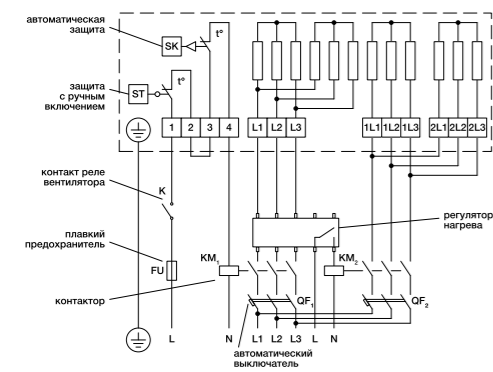 автоматическая
защита
SK
t°
защита
с ручным
включением
ST
t°
1 2 3 4 L1 L2 L3 1L1 1L2 1L3 2L1 2L2 2L3
контакт реле
вентилятора
K
регулятор
нагрева
плавкий
предохранитель
FU
KM1
KM2
контактор
QF1
QF2
L N L1 L2 L3 L N
автоматический
выключатель